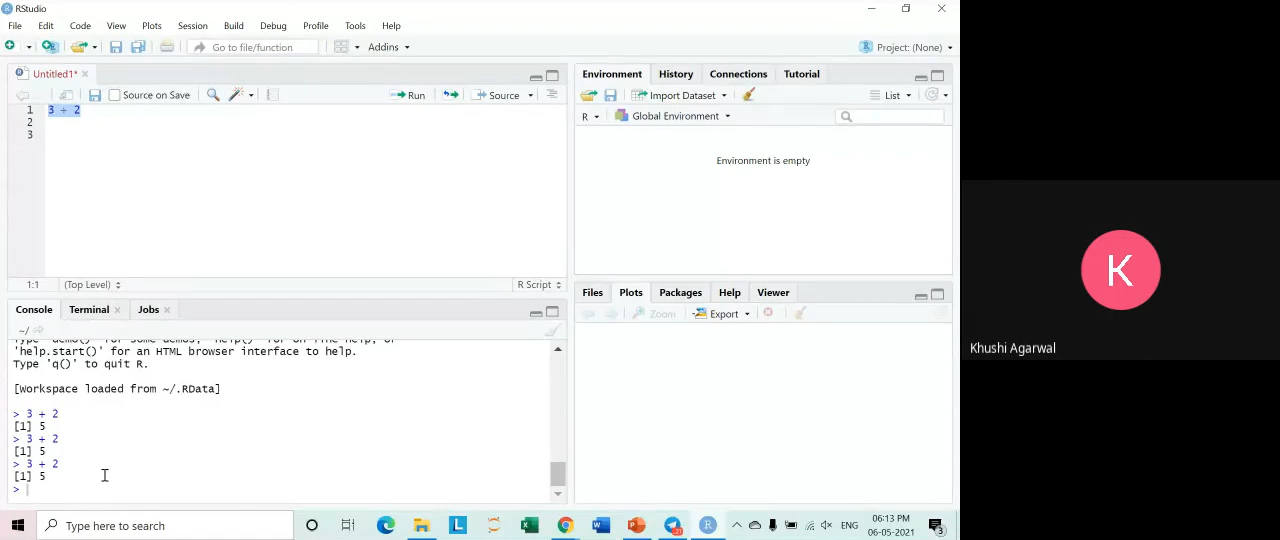 RStudio
File Edit Code View Plots Session Build Debug Profile Tools Help
Go to file/function Addins Project: (None)
Untitled1*
Source on Save Run Source
1 3 + 2
2
3
1:1 (Top Level) R Script
Console Terminal Jobs
~/
'help.start()' for an HTML browser interface to help.
Type 'q()' to quit R.
[Workspace loaded from ~/.RData]
> 3 + 2
[1] 5
> 3 + 2
[1] 5
> 3 + 2
[1] 5
>
Environment History Connections Tutorial
Import Dataset List
R Global Environment
Environment is empty
Files Plots Packages Help Viewer
Zoom Export
K
Khushi Agarwal
Type here to search
ENG
06:13 PM
06-05-2021
3